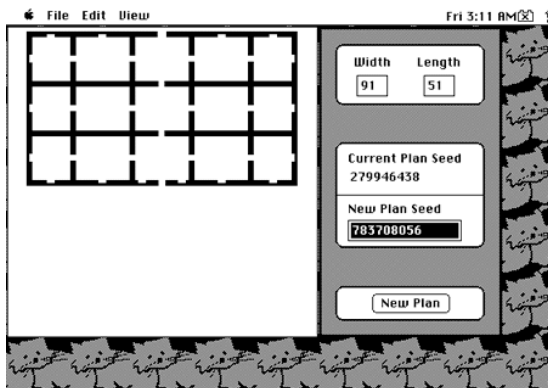 File Edit View Fri 3:11 AM
Width Length
91 51
Current Plan Seed
279946438
New Plan Seed
783708056
New Plan